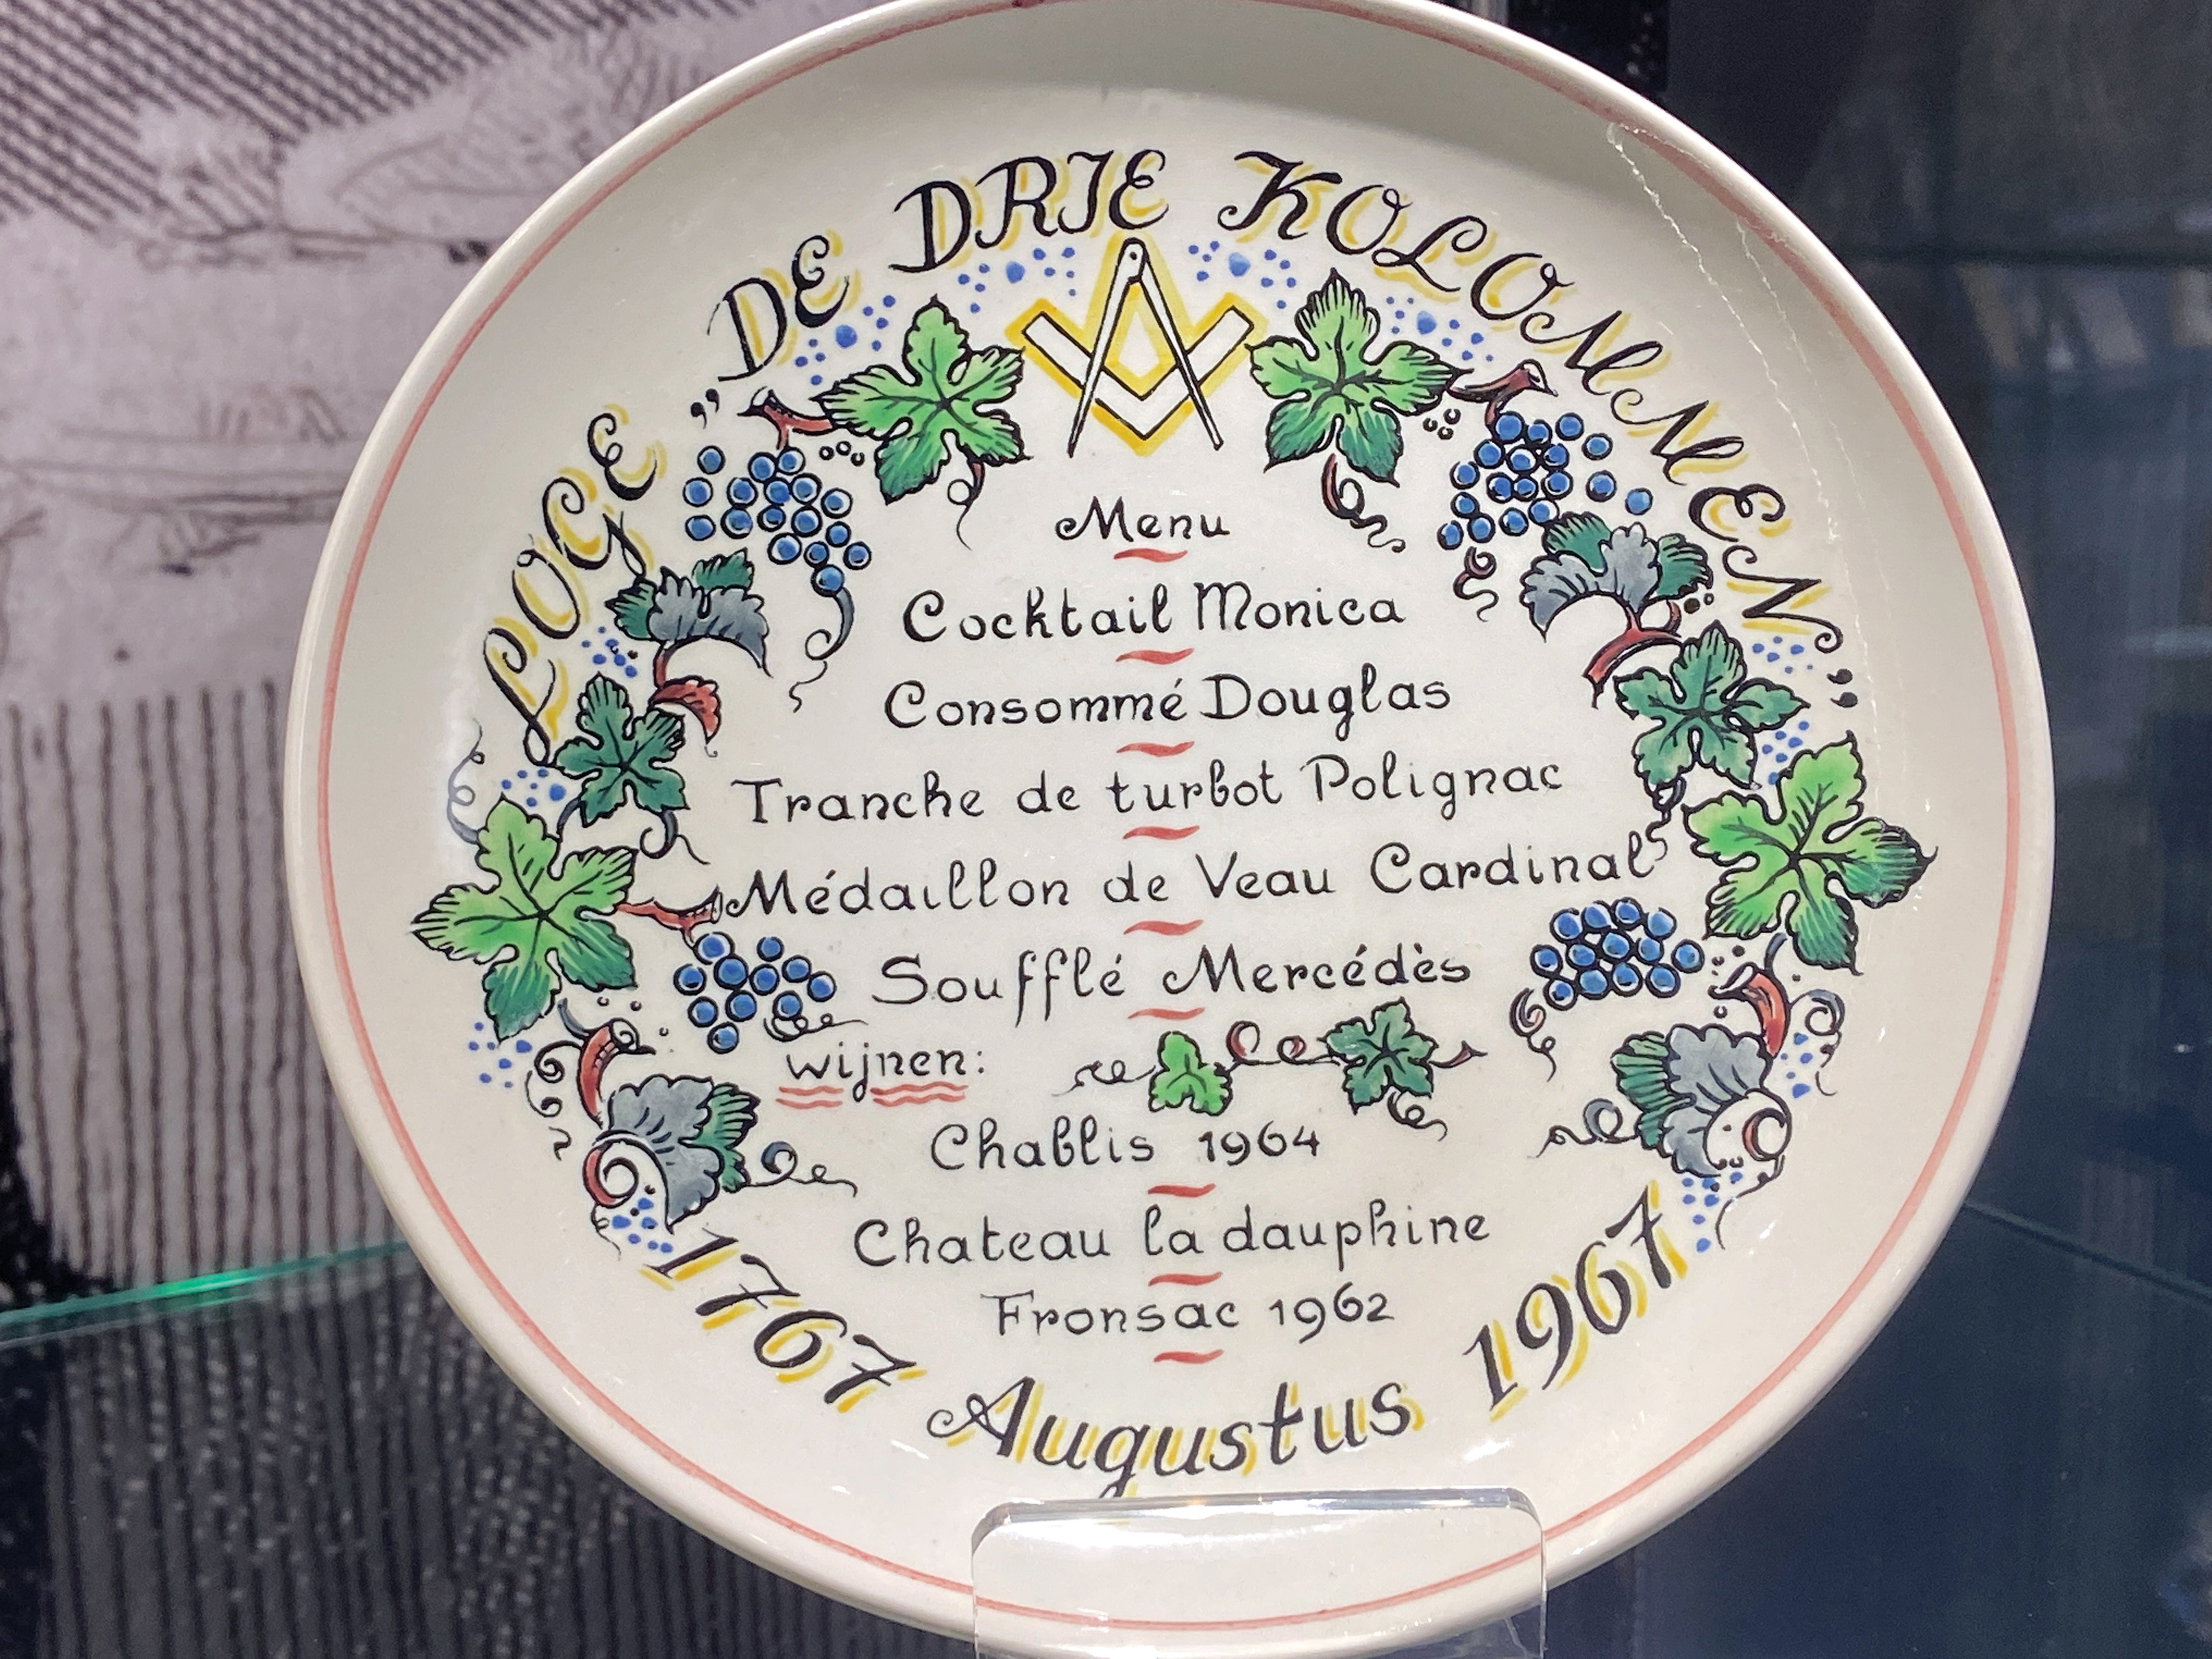 LOGE „DE DRIE KOLOMMEN”
Menu
Cocktail Monica
Consommé Douglas
Tranche de turbot Polignac
Médaillon de Veau Cardinal
Soufflé Mercédès
wijnen:
Chablis 1964
Chateau la dauphine
Fronsac 1962
1767 Augustus 1967